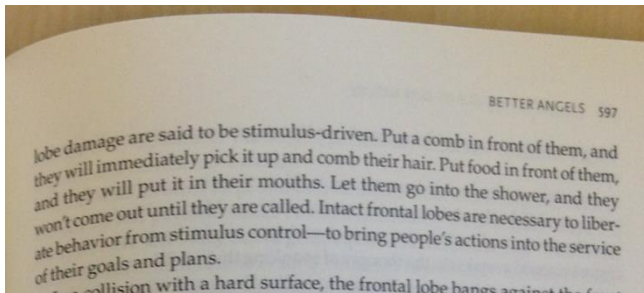 BETTER ANGELS 597
lobe damage are said to be stimulus-driven. Put a comb in front of them, and
they will immediately pick it up and comb their hair. Put food in front of them,
and they will put it in their mouths. Let them go into the shower, and they
won't come out until they are called. Intact frontal lobes are necessary to liber-
ate behavior from stimulus control—to bring people's actions into the service
of their goals and plans.
collision with a hard surface, the frontal lobe bangs against the